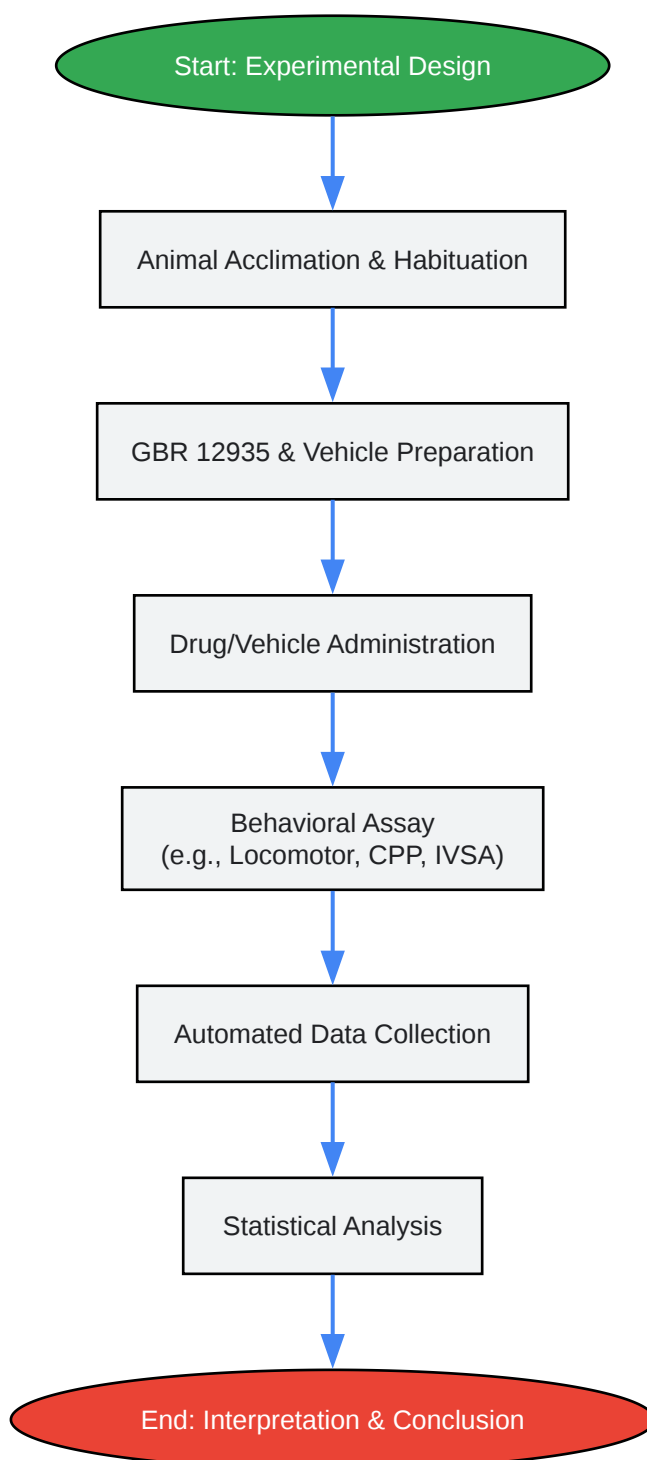 Start: Experimental Design
Animal Acclimation & Habituation
GBR 12935 & Vehicle Preparation
Drug/Vehicle Administration
Behavioral Assay
(e.g., Locomotor, CPP, IVSA)
Automated Data Collection
Statistical Analysis
End: Interpretation & Conclusion